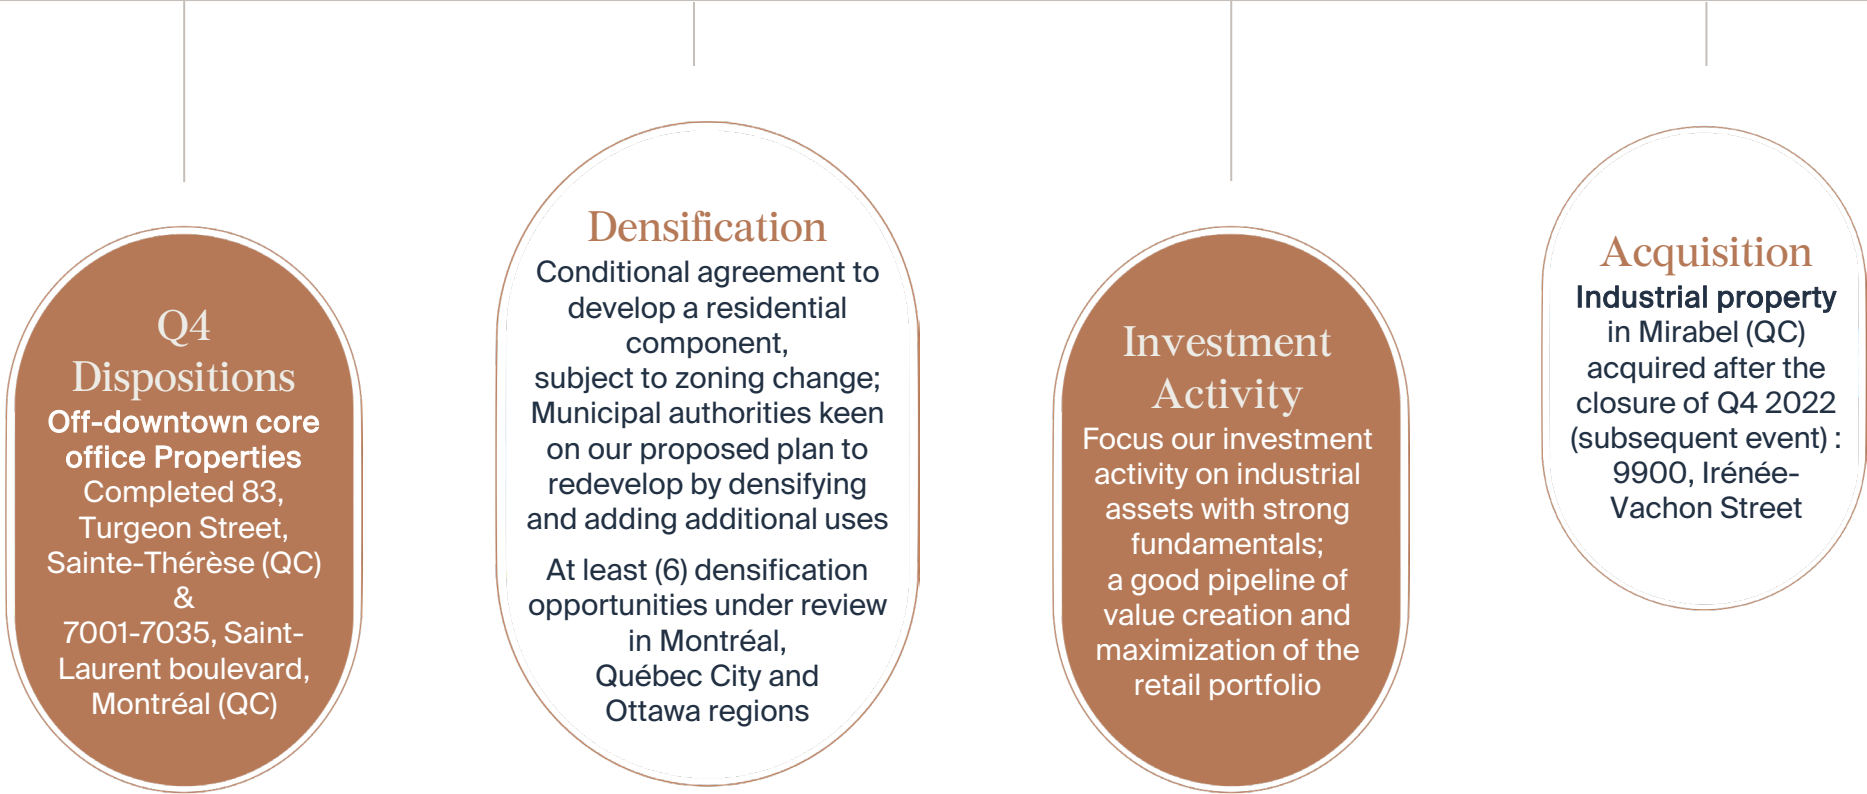 Q4
Dispositions
Off-downtown core
office Properties
Completed 83,
Turgeon Street,
Sainte-Thérèse (QC)
&
7001-7035, Saint-
Laurent boulevard,
Montréal (QC)
Densification
Conditional agreement to
develop a residential
component,
subject to zoning change;
Municipal authorities keen
on our proposed plan to
redevelop by densifying
and adding additional uses
At least (6) densification
opportunities under review
in Montréal,
Québec City and
Ottawa regions
Investment
Activity
Focus our investment
activity on industrial
assets with strong
fundamentals;
a good pipeline of
value creation and
maximization of the
retail portfolio
Acquisition
Industrial property
in Mirabel (QC)
acquired after the
closure of Q4 2022
(subsequent event) :
9900, Irénée-
Vachon Street